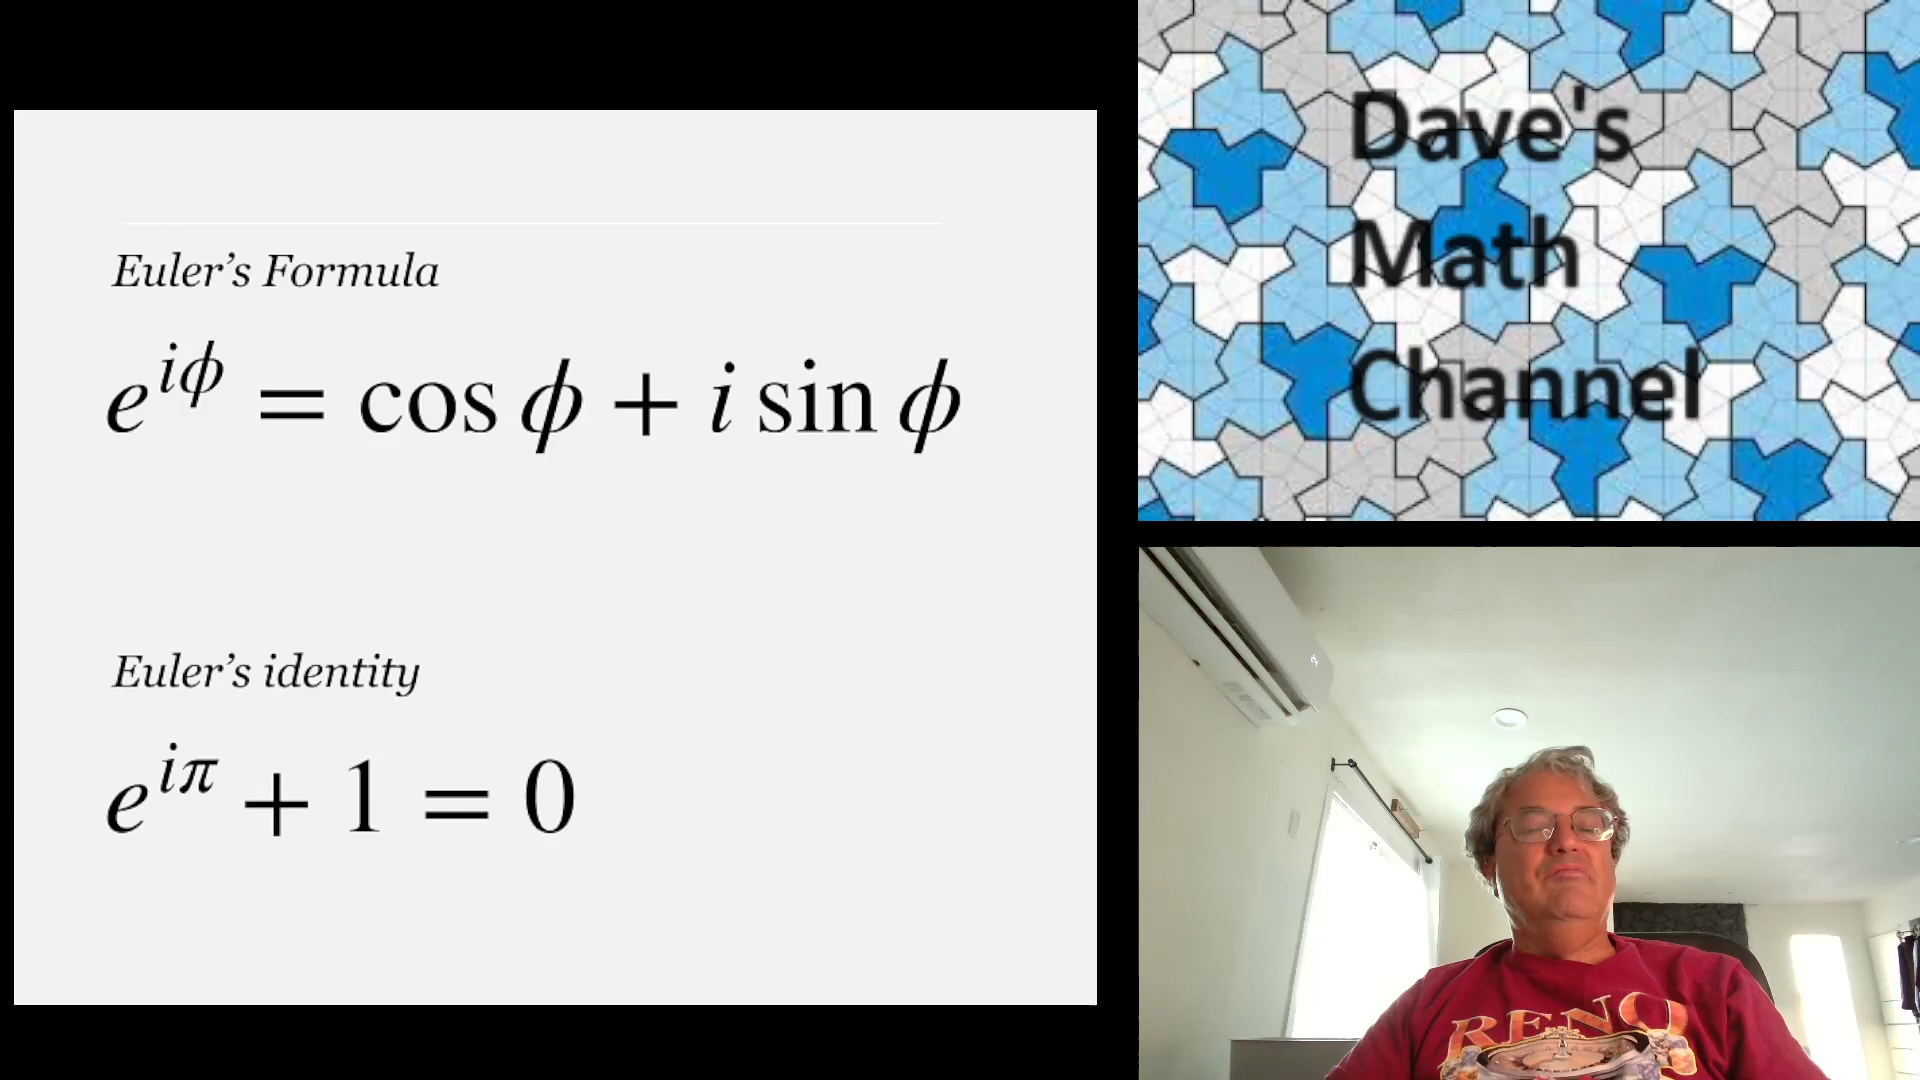 Euler’s Formula
e^{iϕ} = cos ϕ + i sin ϕ
Euler’s identity
e^{iπ} + 1 = 0
Dave's
Math
Channel
RENO